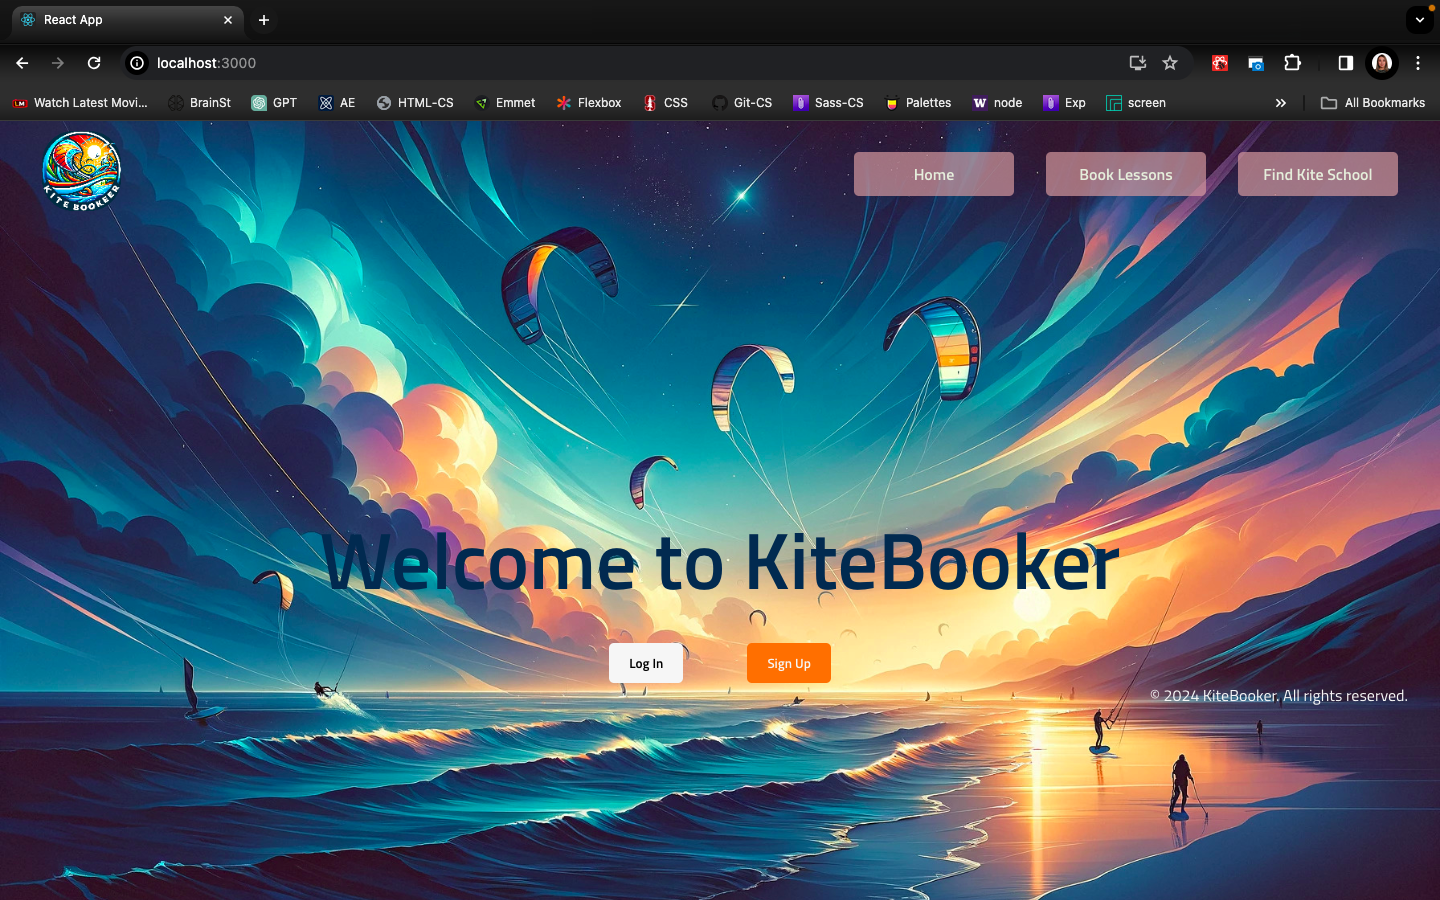 React App
localhost:3000
Watch Latest Movi...
BrainSt
GPT
AE
HTML-CS
Emmet
Flexbox
CSS
Git-CS
Sass-CS
Palettes
node
Exp
screen
All Bookmarks
KITE BOOKEER
Home
Book Lessons
Find Kite School
Welcome to KiteBooker
Log In
Sign Up
© 2024 KiteBooker. All rights reserved.